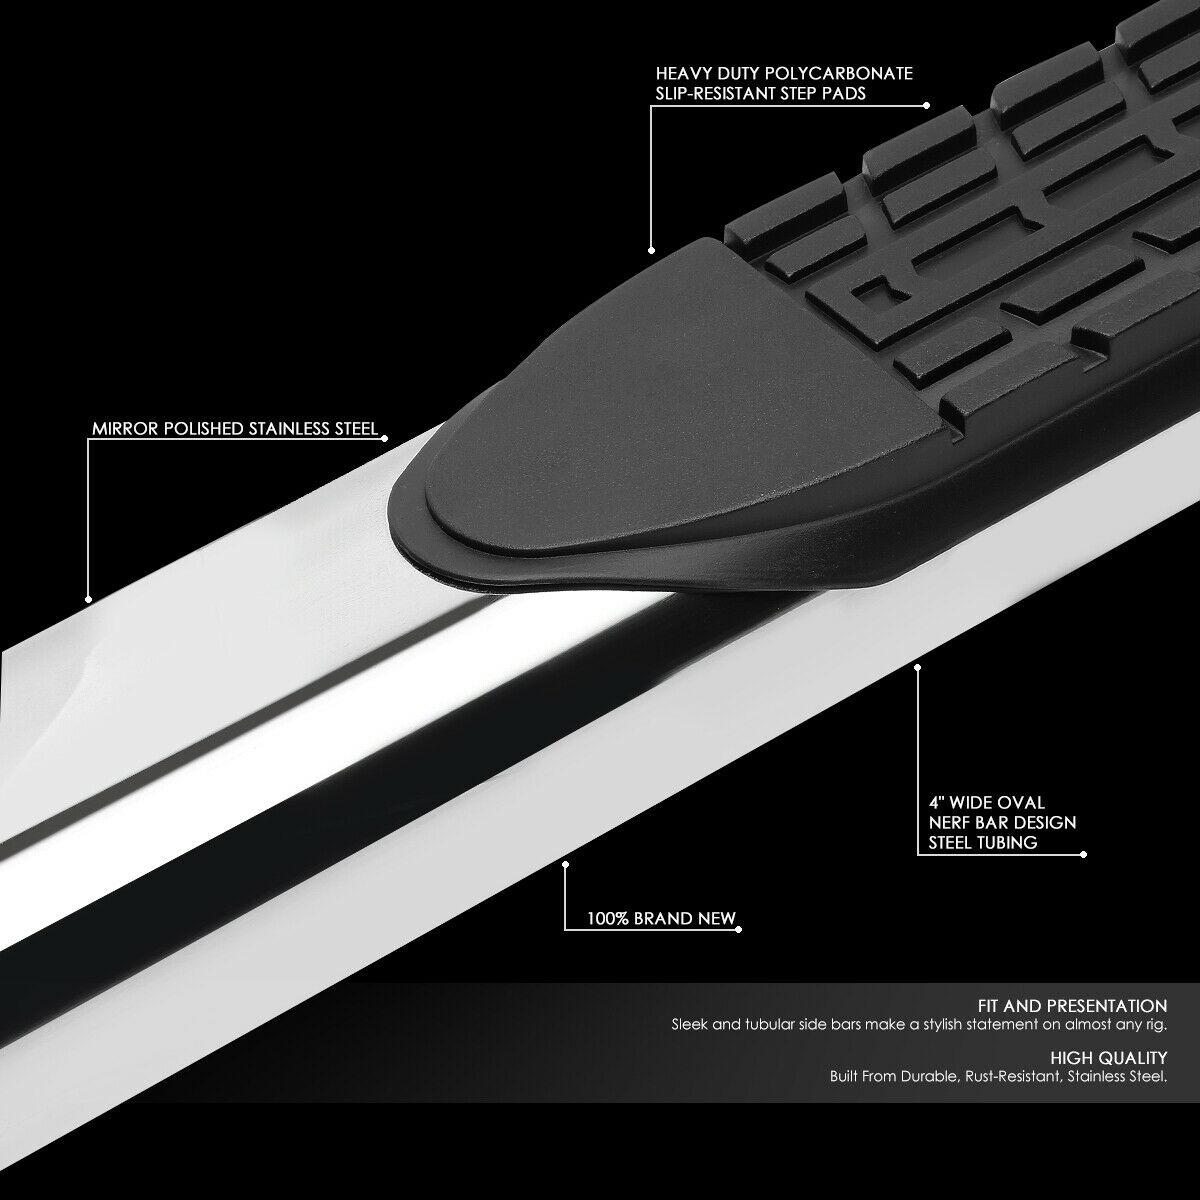 HEAVY DUTY POLYCARBONATE
SLIP-RESISTANT STEP PADS
MIRROR POLISHED STAINLESS STEEL
4" WIDE OVAL
NERF BAR DESIGN
STEEL TUBING
100% BRAND NEW
FIT AND PRESENTATION
Sleek and tubular side bars make a stylish statement on almost any rig.
HIGH QUALITY
Built From Durable, Rust-Resistant, Stainless Steel.